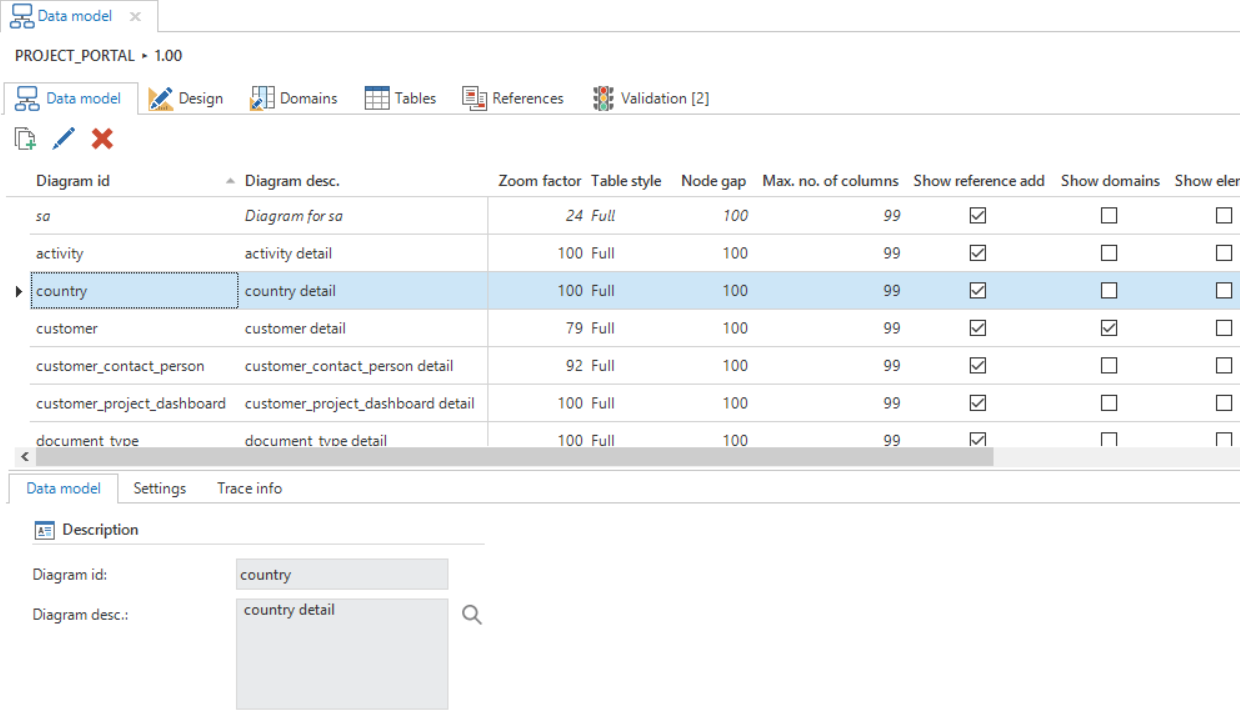 Data model
PROJECT_PORTAL ▸ 1.00
Data model Design Domains Tables References Validation [2]
Diagram id Diagram desc. Zoom factor Table style Node gap Max. no. of columns Show reference add Show domains Show eler
sa Diagram for sa 24 Full 100 99
activity activity detail 100 Full 100 99
country country detail 100 Full 100 99
customer customer detail 79 Full 100 99
customer_contact_person customer_contact_person detail 92 Full 100 99
customer_project_dashboard customer_project_dashboard detail 100 Full 100 99
document_type document_type detail 100 Full 100 99
Data model Settings Trace info
Description
Diagram id: country
Diagram desc.: country detail